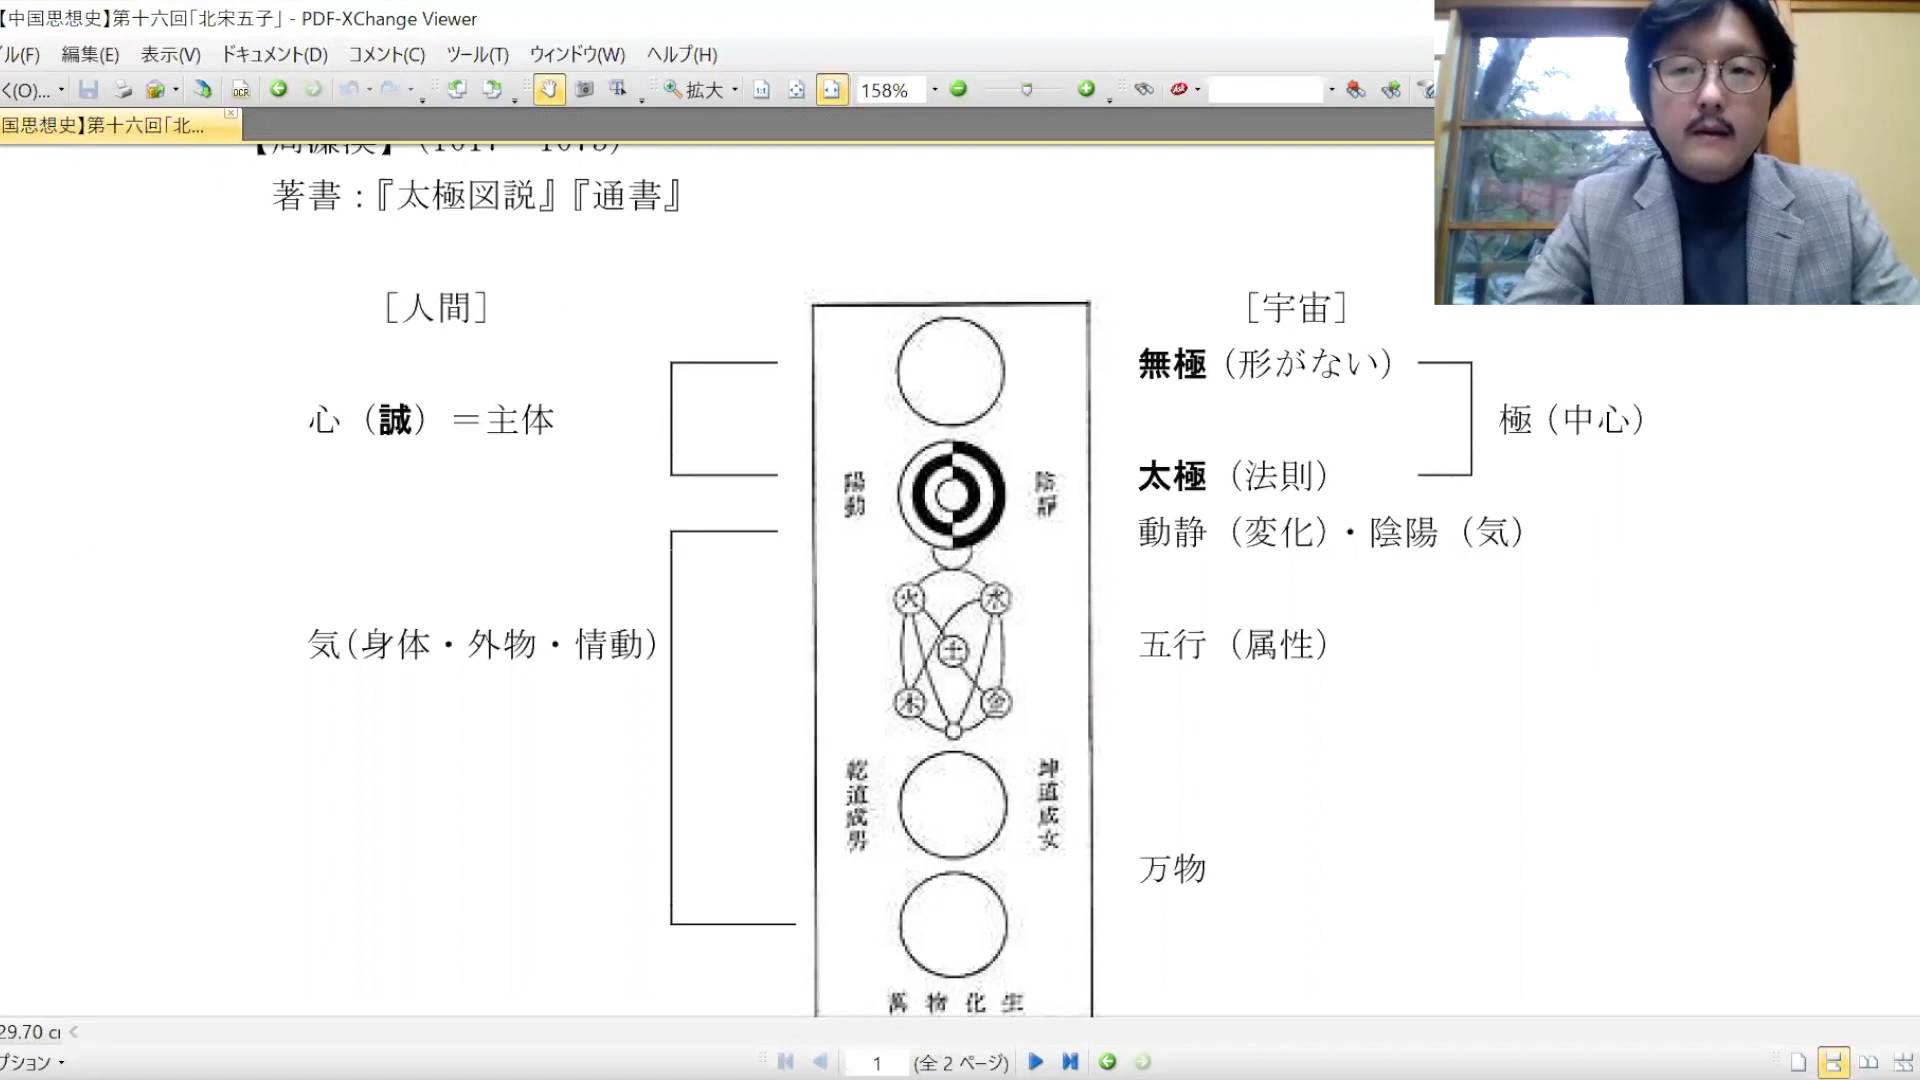 【中国思想史】第十六回「北宋五子」 - PDF-XChange Viewer
イル(F) 編集(E) 表示(V) ドキュメント(D) コメント(C) ツール(T) ウィンドウ(W) ヘルプ(H)
く(O)... OCR 拡大 158%
国思想史】第十六回「北...
著書：『太極図説』『通書』
［人間］
［宇宙］
無極（形がない）
心（誠）＝主体
極（中心）
陽動
陰静
太極（法則）
動静（変化）・陰陽（気）
火
水
土
気（身体・外物・情動）
五行（属性）
木
金
乾道成男
坤道成女
万物
萬物化生
29.70 cm
プション
1 (全 2 ページ)